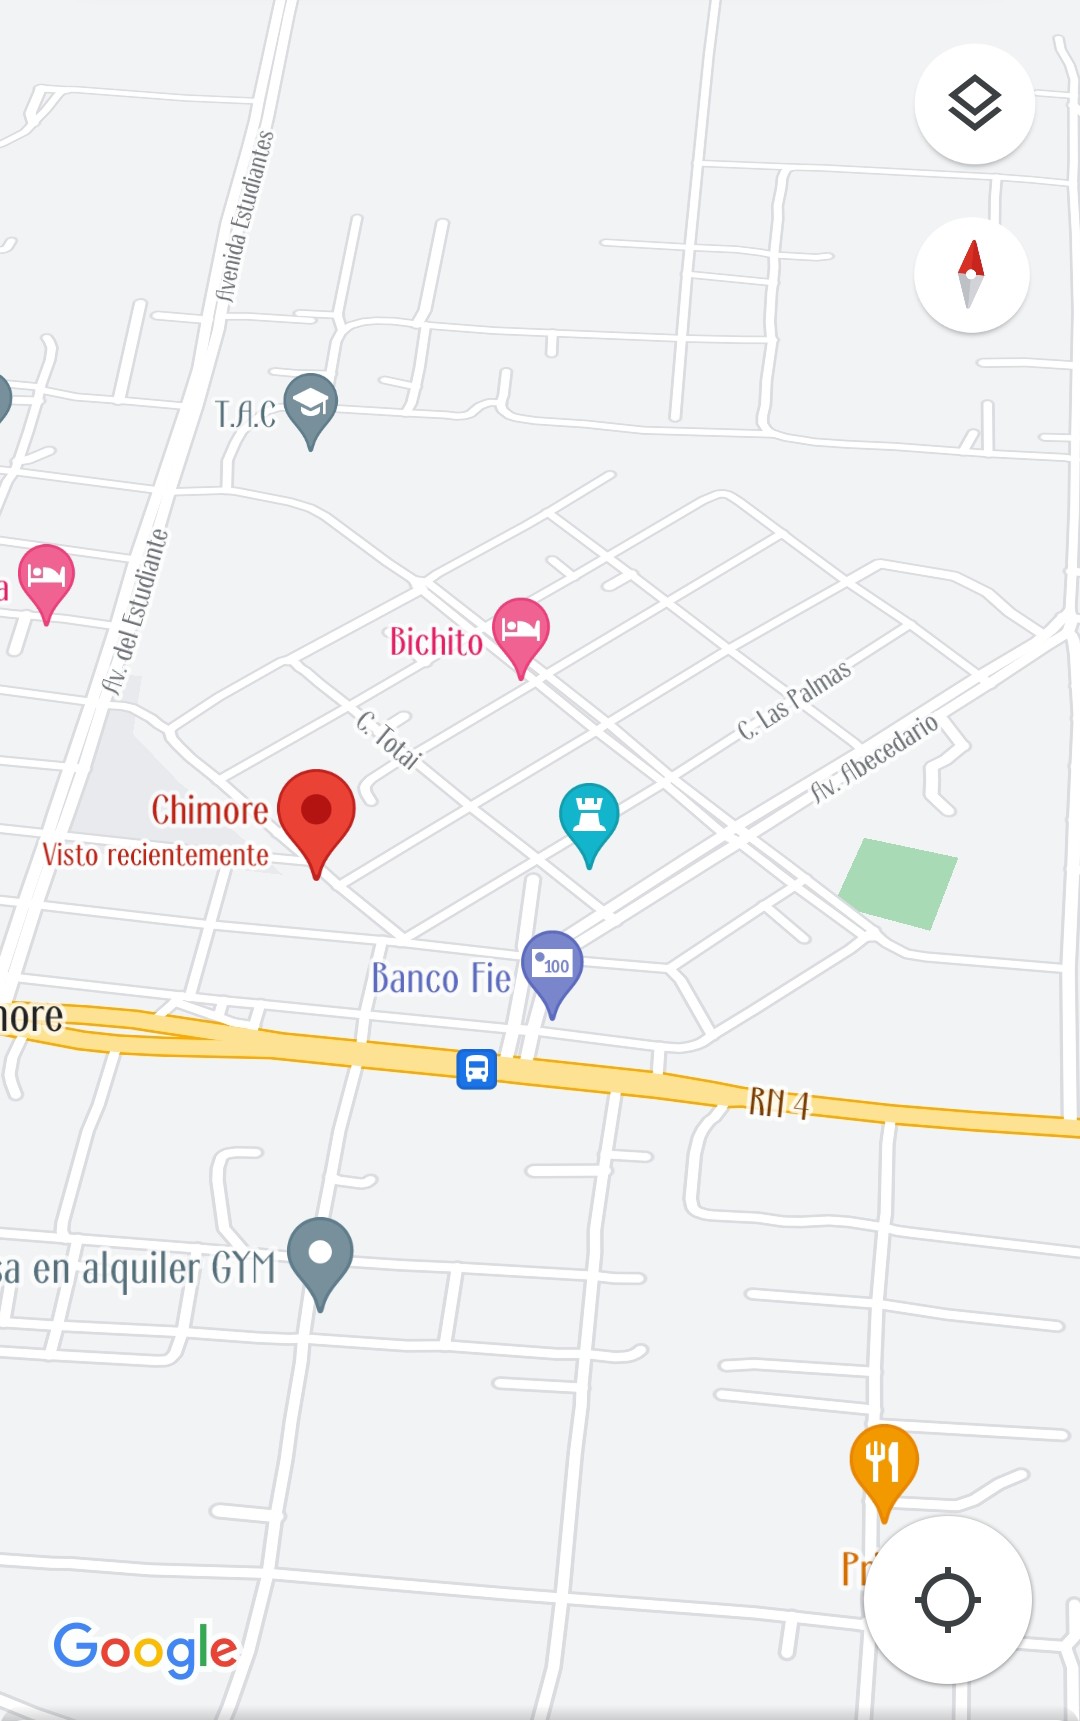 Avenida Estudiantes
T.A.C
Av. del Estudiante
a
Bichito
C. Las Palmas
C. Totai
Av. Abecedario
Chimore
Visto recientemente
Banco Fie
100
nore
RN 4
sa en alquiler GYM
Pri
Google